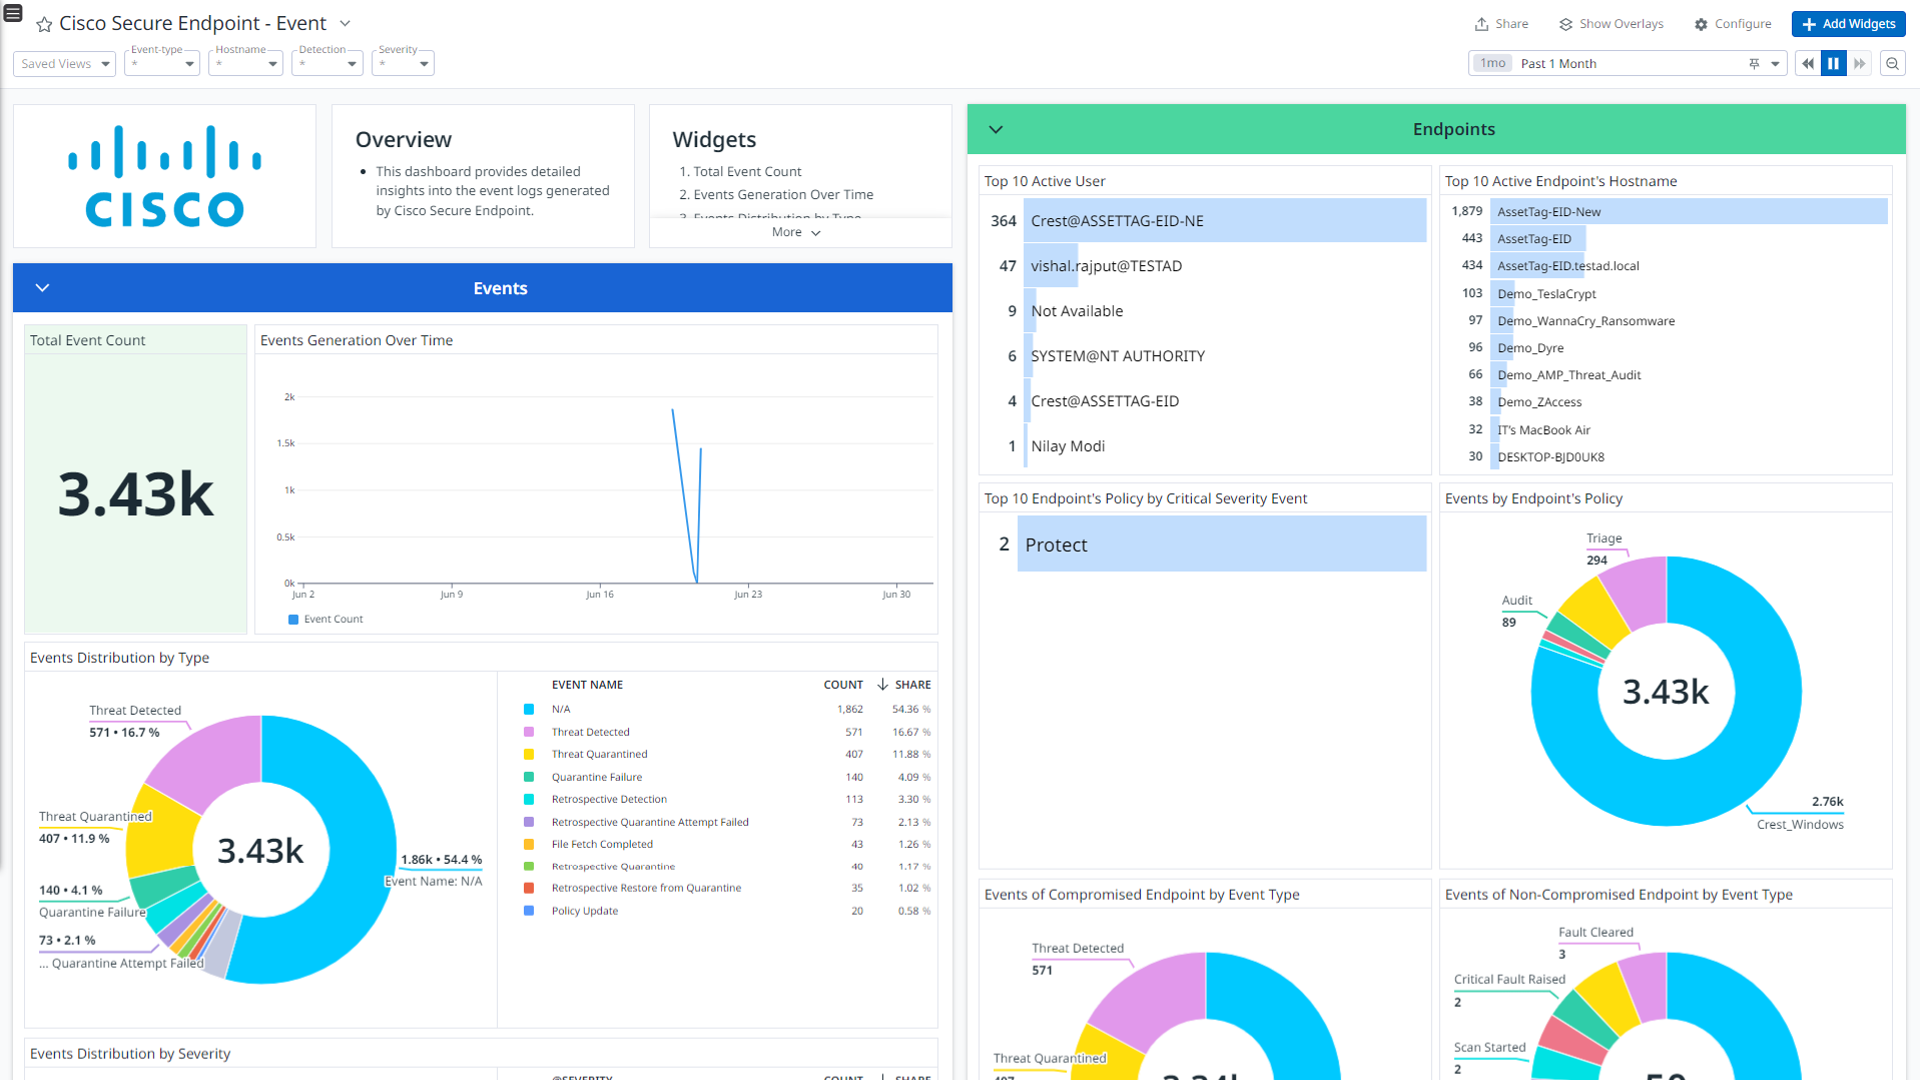 Cisco Secure Endpoint - Event
Share
Show Overlays
Configure
Add Widgets
Saved Views
Event-type
*
Hostname
*
Detection
*
Severity
*
1mo
Past 1 Month
CISCO
Overview
This dashboard provides detailed
insights into the event logs generated
by Cisco Secure Endpoint.
Widgets
1. Total Event Count
2. Events Generation Over Time
3. Events Distribution by Type
More
Events
Total Event Count
3.43k
Events Generation Over Time
2k
1.5k
1k
0.5k
0k
Jun 2
Jun 9
Jun 16
Jun 23
Jun 30
Event Count
Events Distribution by Type
Threat Detected
571 • 16.7 %
Threat Quarantined
407 • 11.9 %
140 • 4.1 %
Quarantine Failure
73 • 2.1 %
... Quarantine Attempt Failed
3.43k
1.86k • 54.4 %
Event Name: N/A
EVENT NAME COUNT SHARE
N/A 1,862 54.36 %
Threat Detected 571 16.67 %
Threat Quarantined 407 11.88 %
Quarantine Failure 140 4.09 %
Retrospective Detection 113 3.30 %
Retrospective Quarantine Attempt Failed 73 2.13 %
File Fetch Completed 43 1.26 %
Retrospective Quarantine 40 1.17 %
Retrospective Restore from Quarantine 35 1.02 %
Policy Update 20 0.58 %
Events Distribution by Severity
@SEVERITY COUNT SHARE
Endpoints
Top 10 Active User
364 Crest@ASSETTAG-EID-NE
47 vishal.rajput@TESTAD
9 Not Available
6 SYSTEM@NT AUTHORITY
4 Crest@ASSETTAG-EID
1 Nilay Modi
Top 10 Active Endpoint's Hostname
1,879 AssetTag-EID-New
443 AssetTag-EID
434 AssetTag-EID.testad.local
103 Demo_TeslaCrypt
97 Demo_WannaCry_Ransomware
96 Demo_Dyre
66 Demo_AMP_Threat_Audit
38 Demo_ZAccess
32 IT's MacBook Air
30 DESKTOP-BJD0UK8
Top 10 Endpoint's Policy by Critical Severity Event
2 Protect
Events by Endpoint's Policy
Triage
294
Audit
89
3.43k
2.76k
Crest_Windows
Events of Compromised Endpoint by Event Type
Threat Detected
571
Threat Quarantined
407
Events of Non-Compromised Endpoint by Event Type
Fault Cleared
3
Critical Fault Raised
2
Scan Started
2